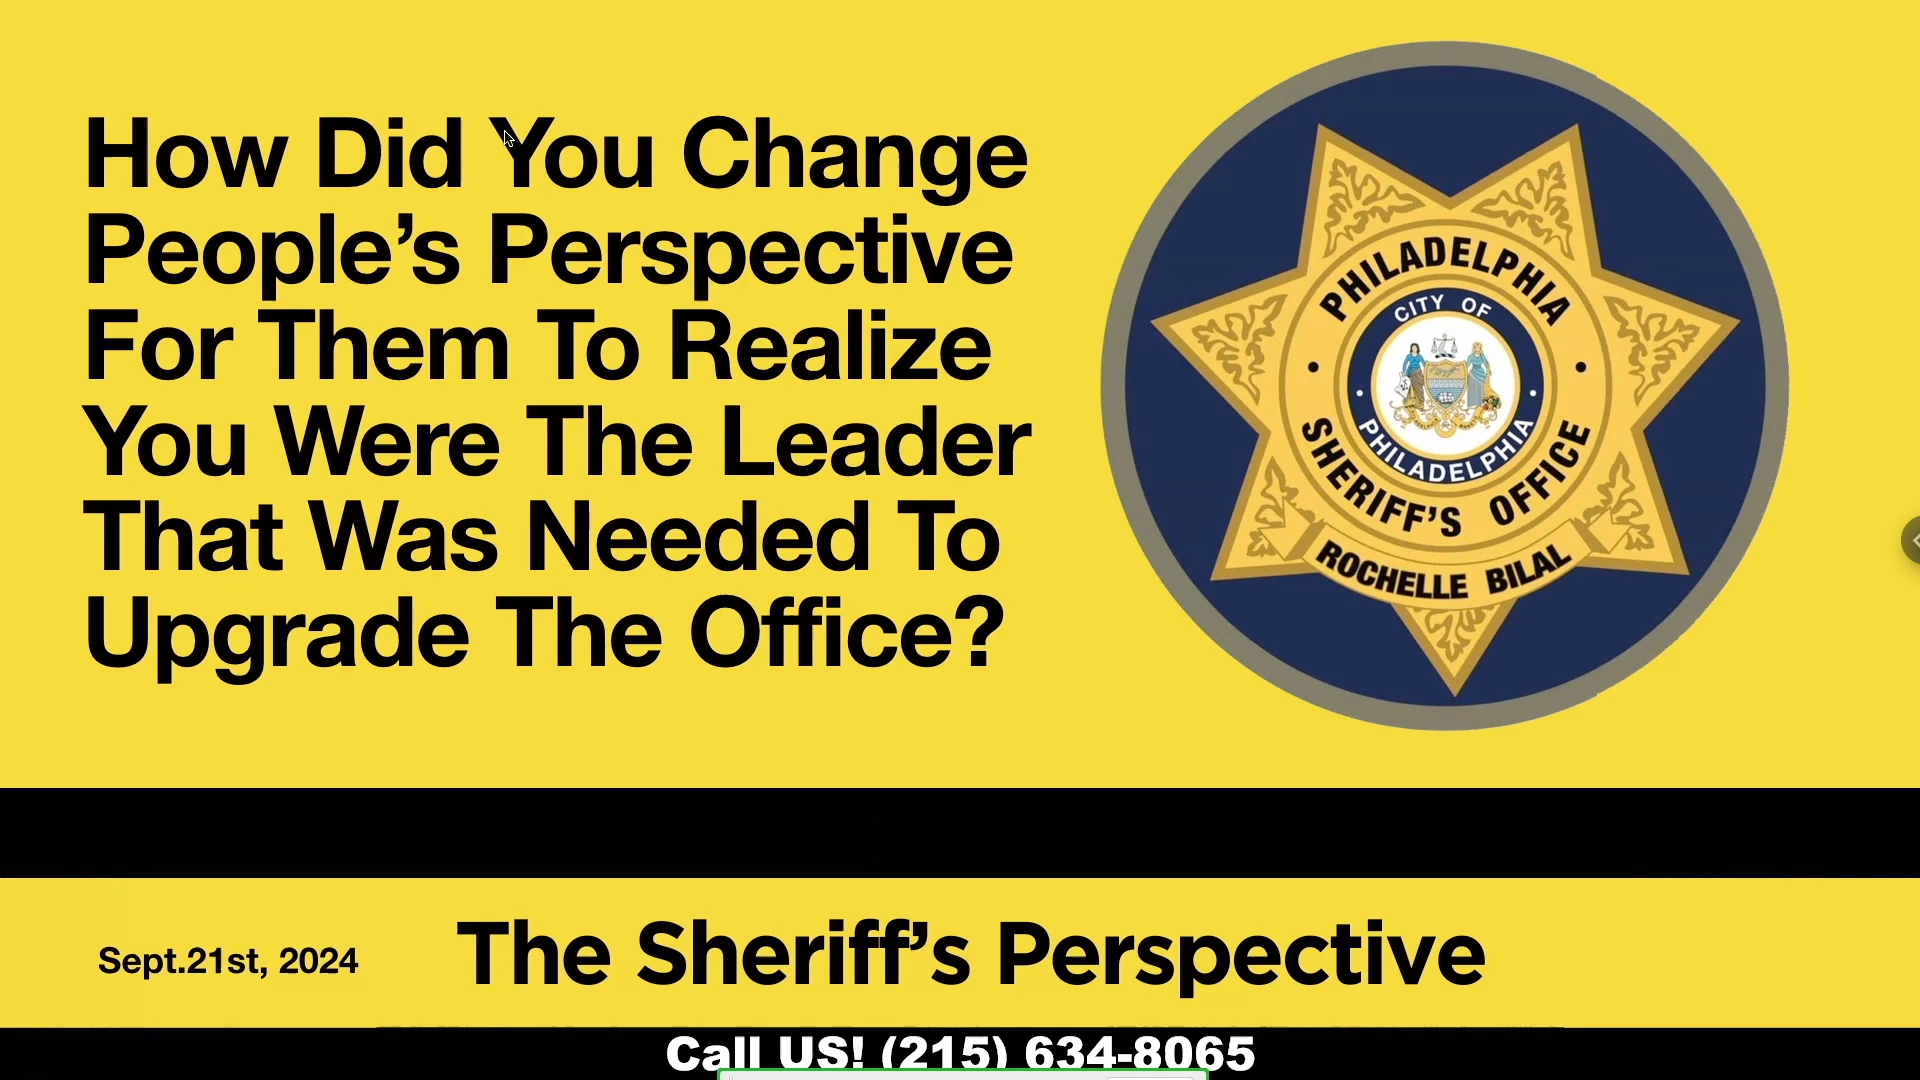 How Did You Change
People’s Perspective
For Them To Realize
You Were The Leader
That Was Needed To
Upgrade The Office?
PHILADELPHIA
CITY OF
PHILADELPHIA
SHERIFF’S OFFICE
ROCHELLE BILAL
Sept.21st, 2024
The Sheriff’s Perspective
Call US! (215) 634-8065